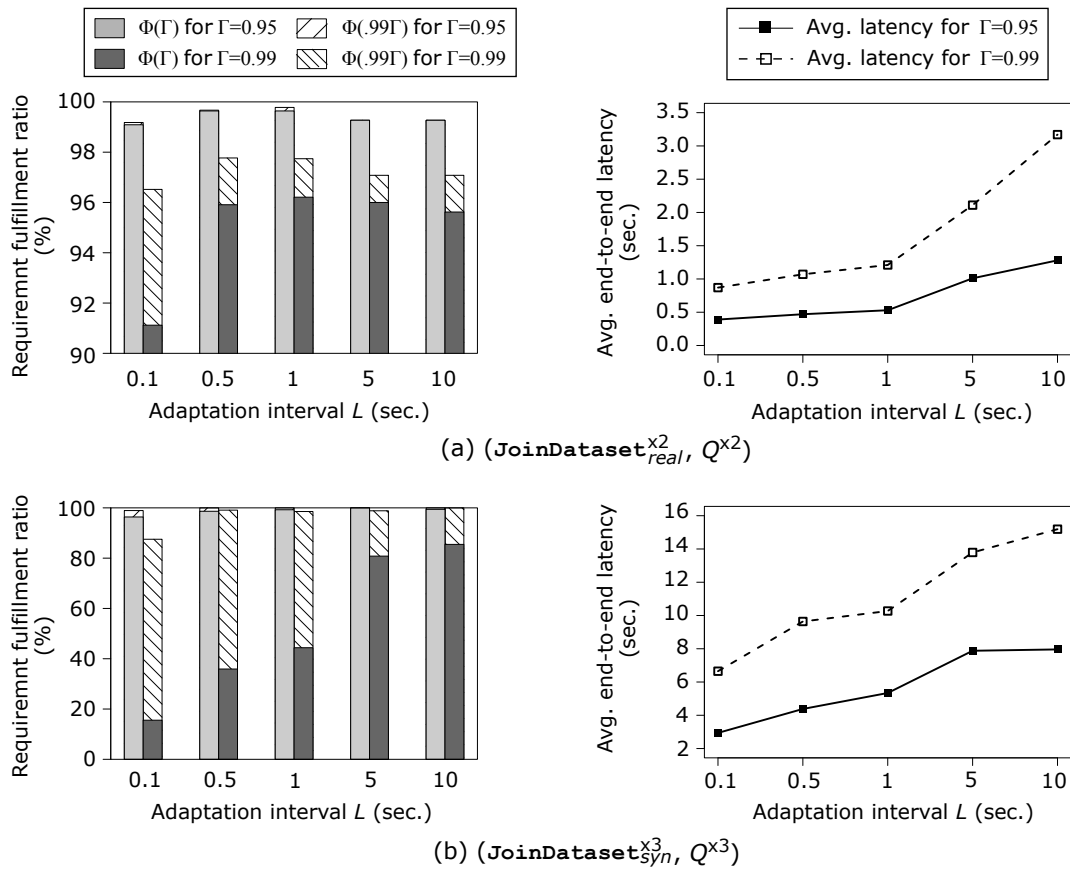 Φ(Γ) for Γ=0.95 Φ(.99Γ) for Γ=0.95
Φ(Γ) for Γ=0.99 Φ(.99Γ) for Γ=0.99
Avg. latency for Γ=0.95
Avg. latency for Γ=0.99
Requiremnt fulfillment ratio
(%)
100
98
96
94
92
90
0.1 0.5 1 5 10
Adaptation interval L (sec.)
Avg. end-to-end latency
(sec.)
3.5
3.0
2.5
2.0
1.5
1.0
0.5
0.0
0.1 0.5 1 5 10
Adaptation interval L (sec.)
(a) (JoinDataset^x2_real, Q^x2)
Requiremnt fulfillment ratio
(%)
100
80
60
40
20
0
0.1 0.5 1 5 10
Adaptation interval L (sec.)
Avg. end-to-end latency
(sec.)
16
14
12
10
8
6
4
2
0.1 0.5 1 5 10
Adaptation interval L (sec.)
(b) (JoinDataset^x3_syn, Q^x3)